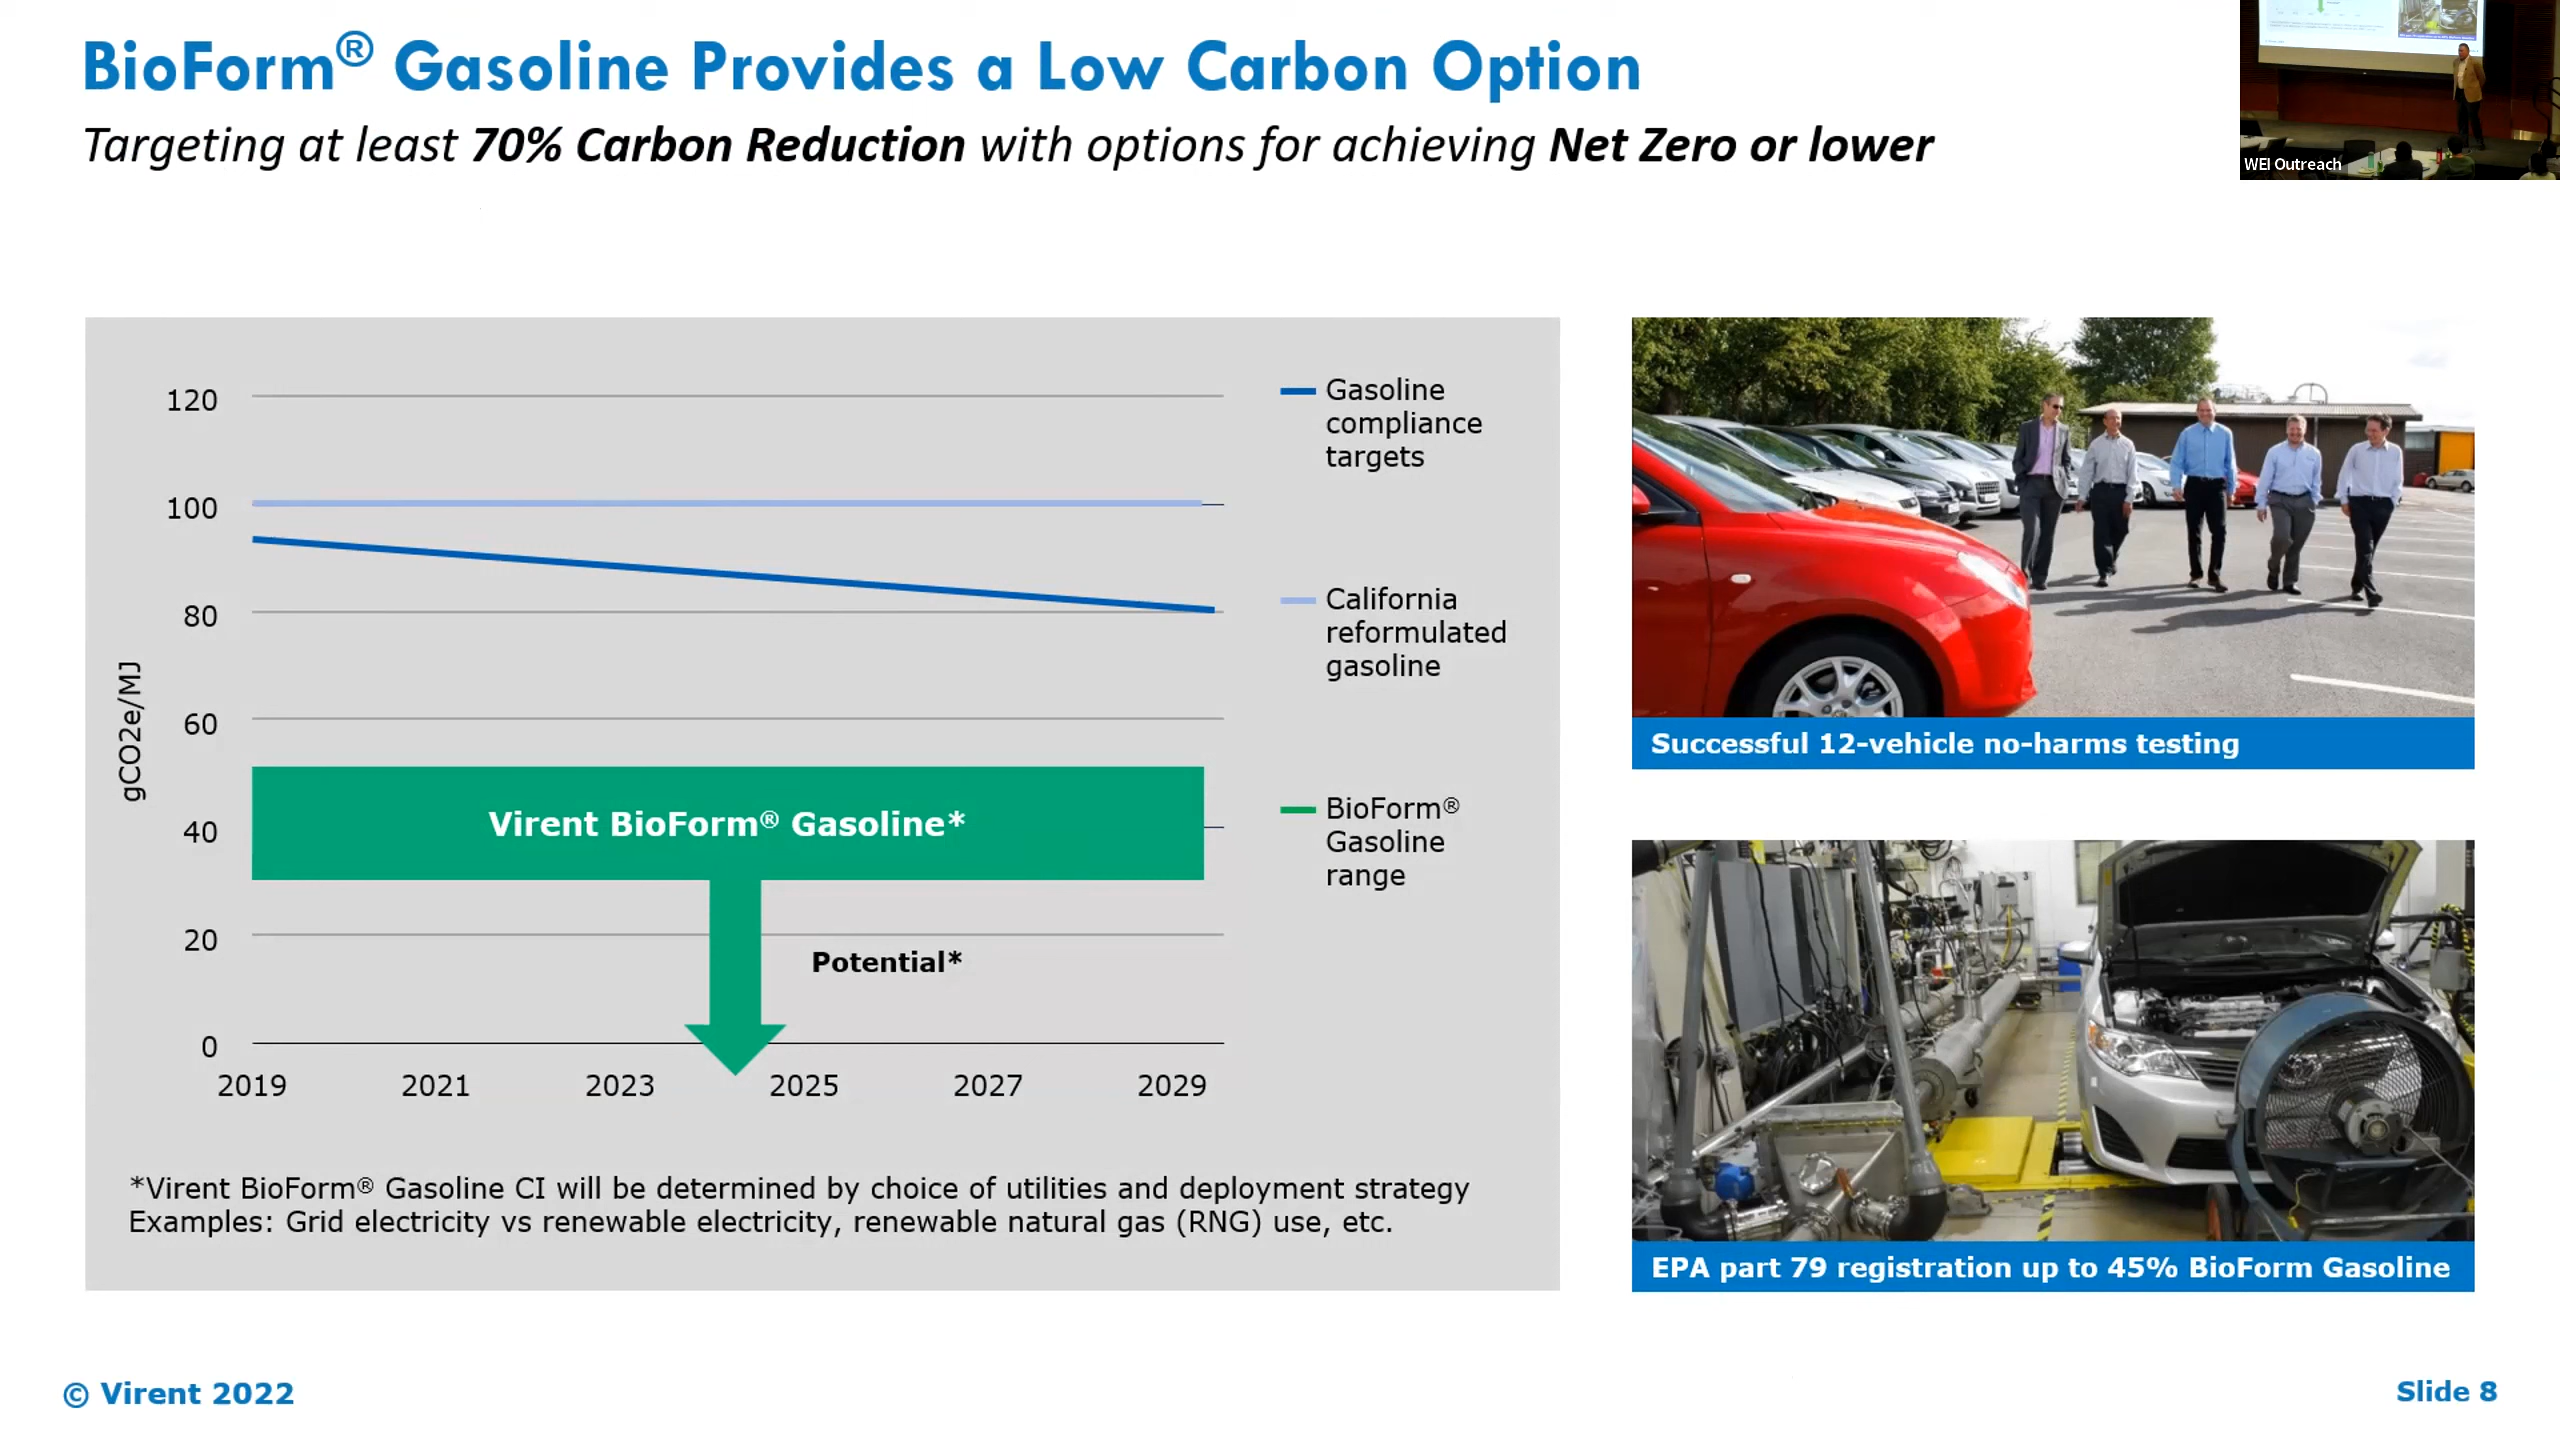 BioForm® Gasoline Provides a Low Carbon Option
Targeting at least 70% Carbon Reduction with options for achieving Net Zero or lower
WEI Outreach
120
100
80
60
40
20
0
gCO2e/MJ
2019 2021 2023 2025 2027 2029
Virent BioForm® Gasoline*
Potential*
Gasoline
compliance
targets
California
reformulated
gasoline
BioForm®
Gasoline
range
*Virent BioForm® Gasoline CI will be determined by choice of utilities and deployment strategy
Examples: Grid electricity vs renewable electricity, renewable natural gas (RNG) use, etc.
Successful 12-vehicle no-harms testing
EPA part 79 registration up to 45% BioForm Gasoline
© Virent 2022
Slide 8